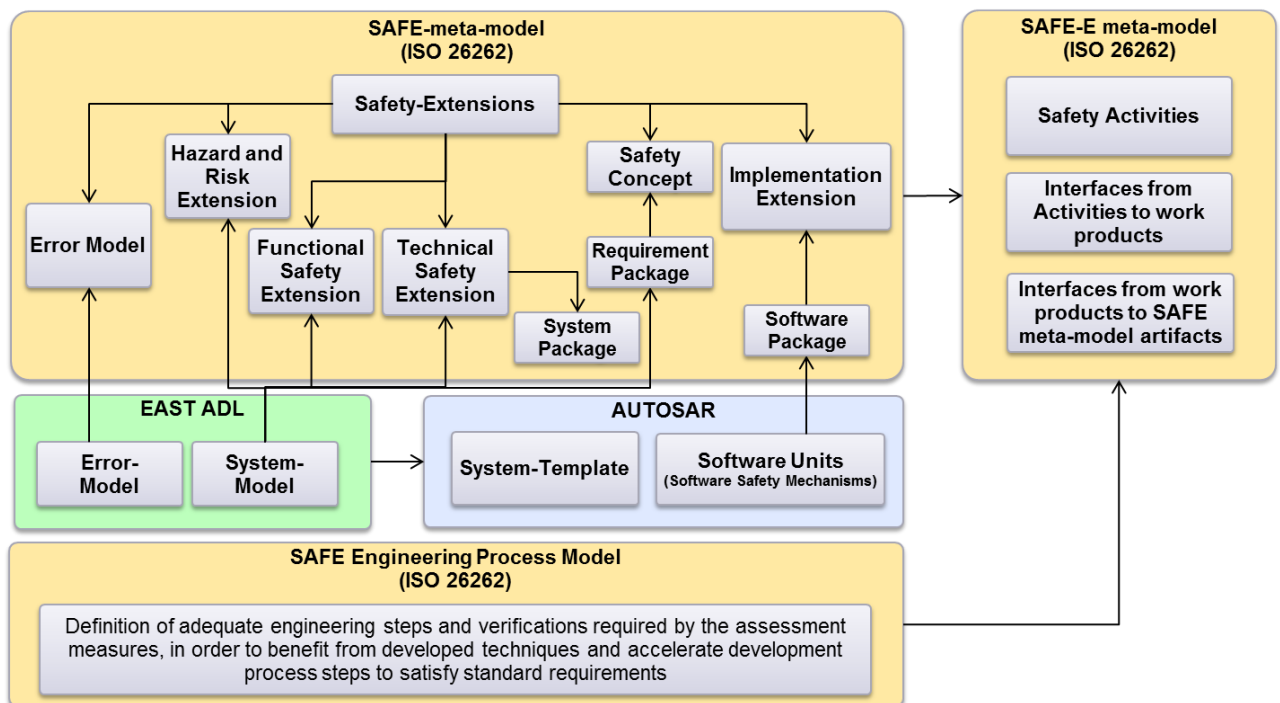 SAFE-meta-model
(ISO 26262)
Safety-Extensions
Hazard and
Risk
Extension
Safety
Concept
Implementation
Extension
Error Model
Functional
Safety
Extension
Technical
Safety
Extension
Requirement
Package
System
Package
Software
Package
SAFE-E meta-model
(ISO 26262)
Safety Activities
Interfaces from
Activities to work
products
Interfaces from work
products to SAFE
meta-model artifacts
EAST ADL
Error-
Model
System-
Model
AUTOSAR
System-Template
Software Units
(Software Safety Mechanisms)
SAFE Engineering Process Model
(ISO 26262)
Definition of adequate engineering steps and verifications required by the assessment
measures, in order to benefit from developed techniques and accelerate development
process steps to satisfy standard requirements